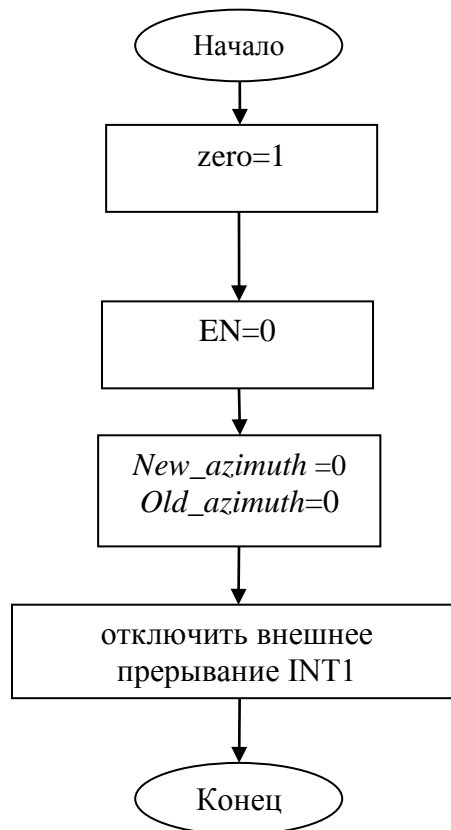 Начало
zero=1
EN=0
New_azimuth =0
Old_azimuth=0
отключить внешнее
прерывание INT1
Конец